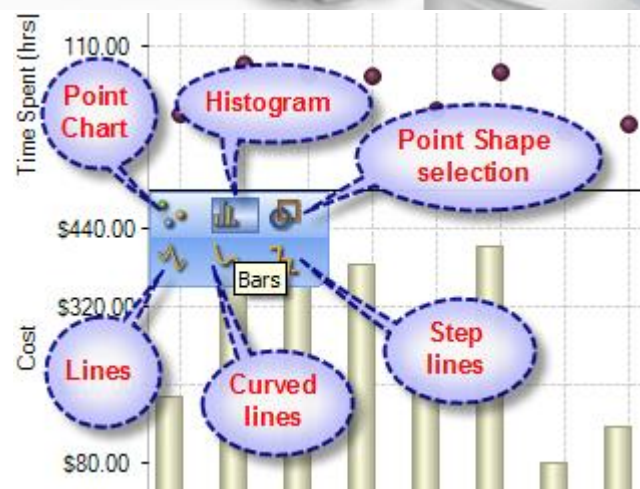 Time Spent (hrs)
110.00
Point
Chart
Histogram
Point Shape
selection
$440.00
Bars
$320.00
Cost
Lines
Curved
lines
Step
lines
$80.00